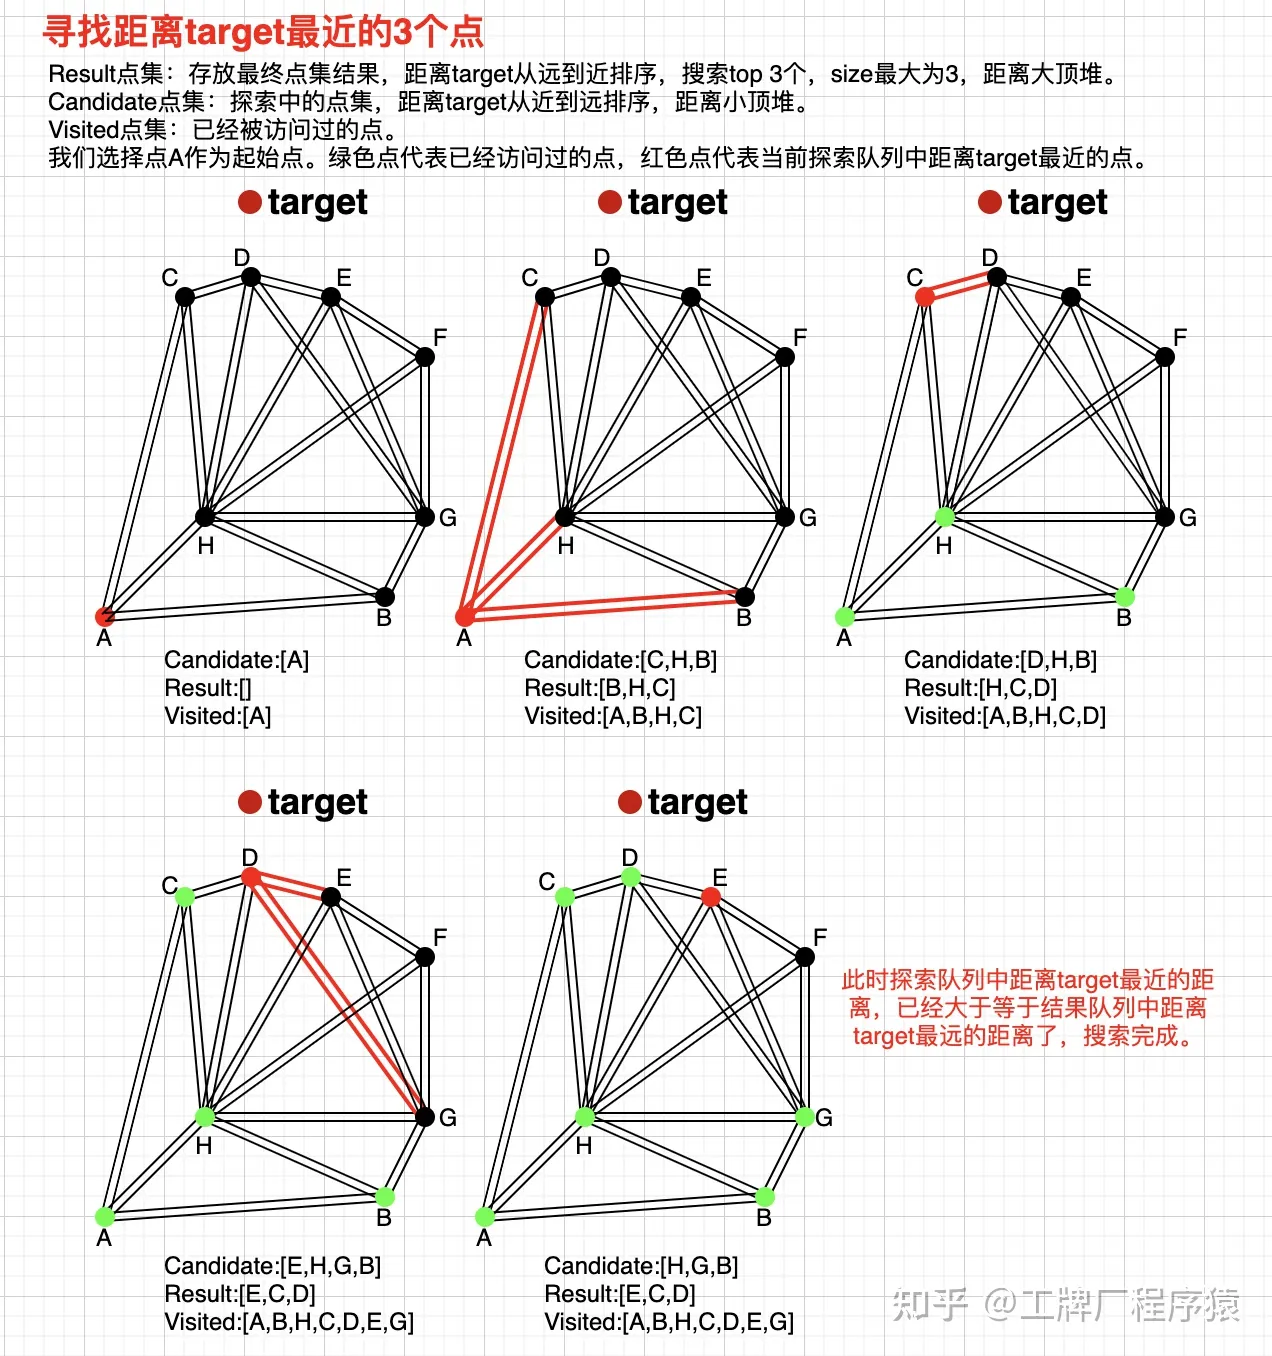 寻找距离target最近的3个点
Result点集：存放最终点集结果，距离target从远到近排序，搜索top 3个，size最大为3，距离大顶堆。
Candidate点集：探索中的点集，距离target从近到远排序，距离小顶堆。
Visited点集：已经被访问过的点。
我们选择点A作为起始点。绿色点代表已经访问过的点，红色点代表当前探索队列中距离target最近的点。
target
target
target
D
C
E
F
H
G
A
B
D
C
E
F
H
G
A
B
D
C
E
F
H
G
A
B
Candidate:[A]
Result:[]
Visited:[A]
Candidate:[C,H,B]
Result:[B,H,C]
Visited:[A,B,H,C]
Candidate:[D,H,B]
Result:[H,C,D]
Visited:[A,B,H,C,D]
target
target
D
C
E
F
H
G
A
B
D
C
E
F
H
G
A
B
此时探索队列中距离target最近的距
离，已经大于等于结果队列中距离
target最远的距离了，搜索完成。
Candidate:[E,H,G,B]
Result:[E,C,D]
Visited:[A,B,H,C,D,E,G]
Candidate:[H,G,B]
Result:[E,C,D]
Visited:[A,B,H,C,D,E,G]
知乎 @工牌厂程序猿